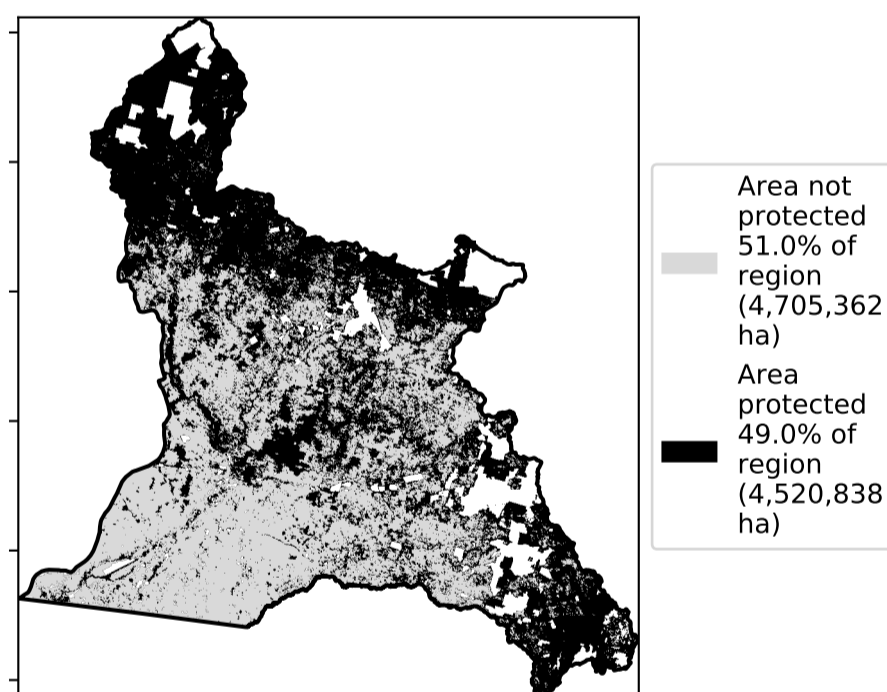 Area not
protected
51.0% of
region
(4,705,362
ha)
Area
protected
49.0% of
region
(4,520,838
ha)